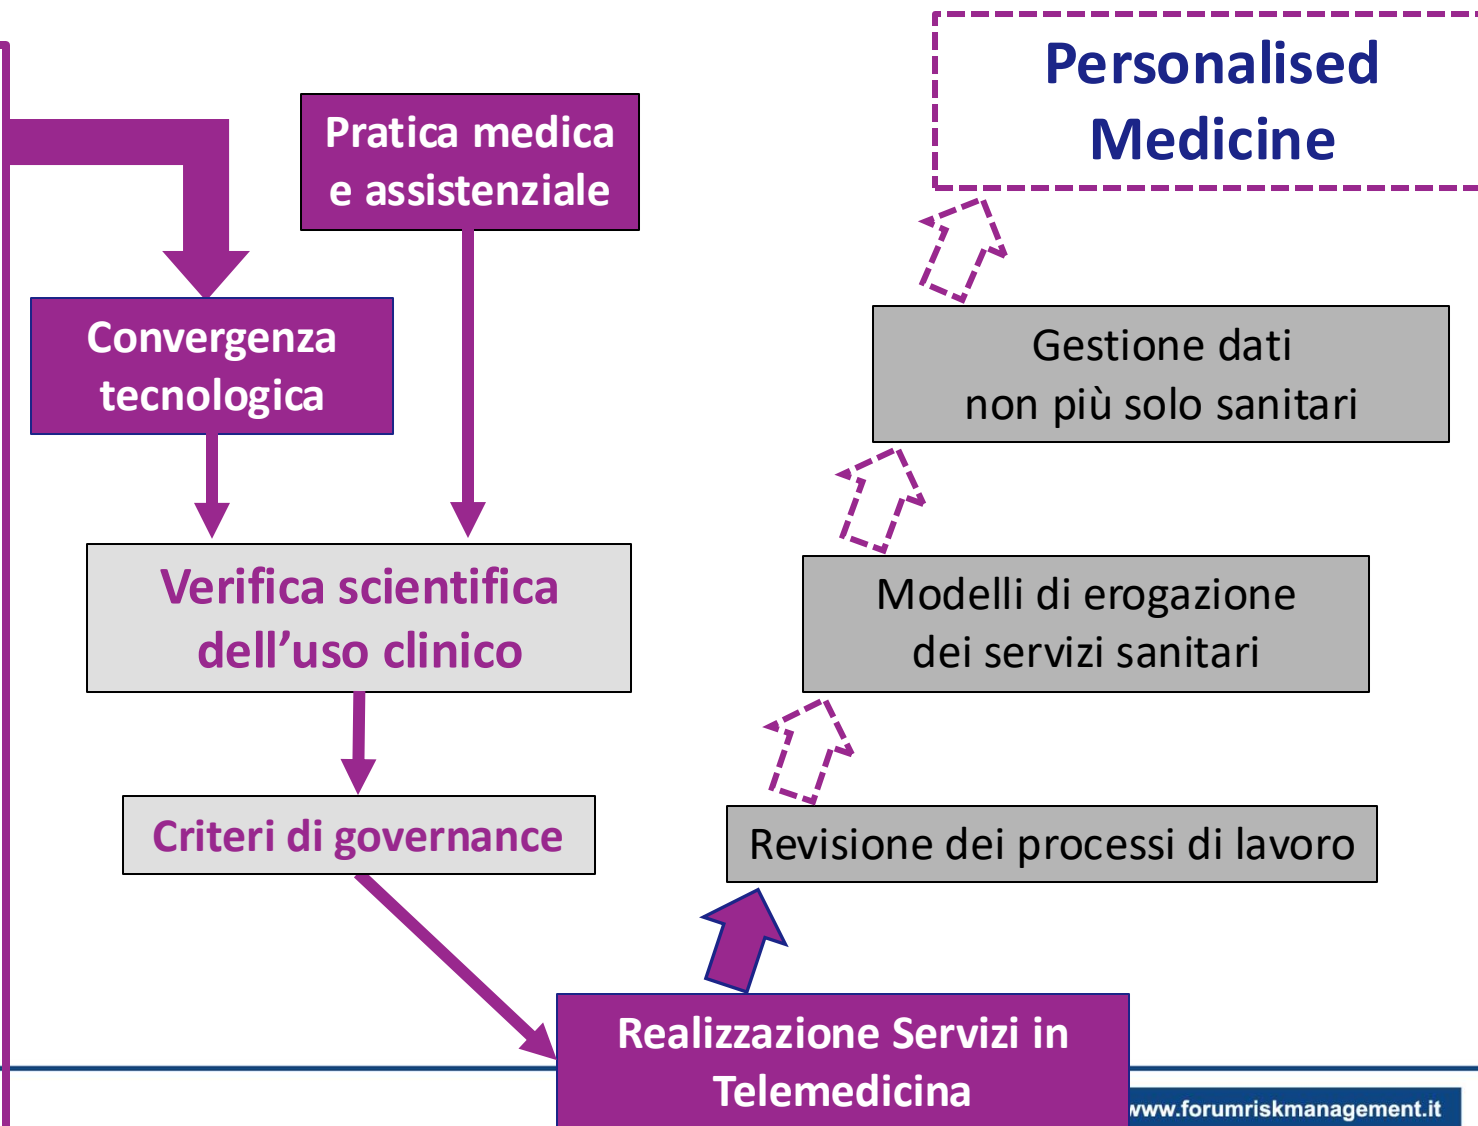 Personalised
Medicine
Pratica medica
e assistenziale
Convergenza
tecnologica
Gestione dati
non più solo sanitari
Verifica scientifica
dell’uso clinico
Modelli di erogazione
dei servizi sanitari
Criteri di governance
Revisione dei processi di lavoro
Realizzazione Servizi in
Telemedicina
www.forumriskmanagement.it